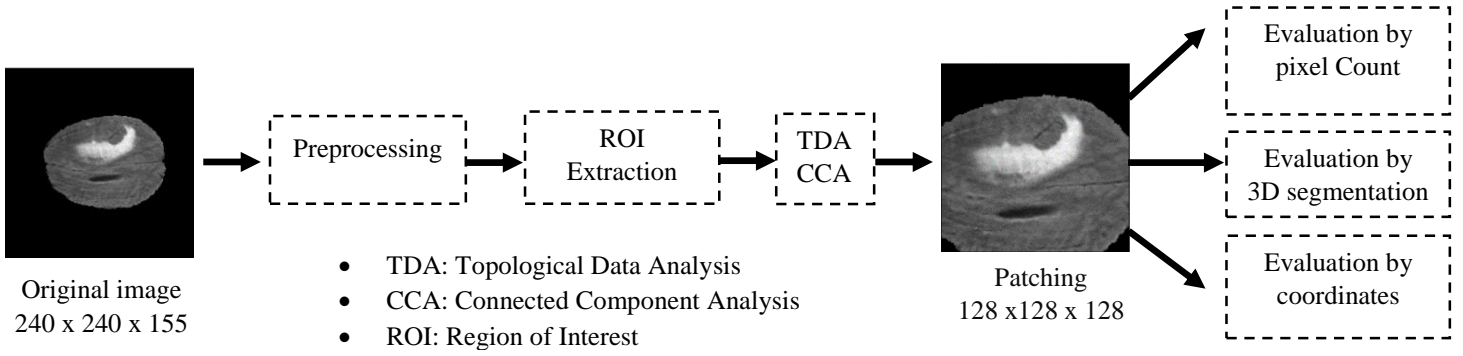 Original image
240 x 240 x 155
Preprocessing
ROI
Extraction
TDA
CCA
Patching
128 x128 x 128
Evaluation by
pixel Count
Evaluation by
3D segmentation
Evaluation by
coordinates
• TDA: Topological Data Analysis
• CCA: Connected Component Analysis
• ROI: Region of Interest